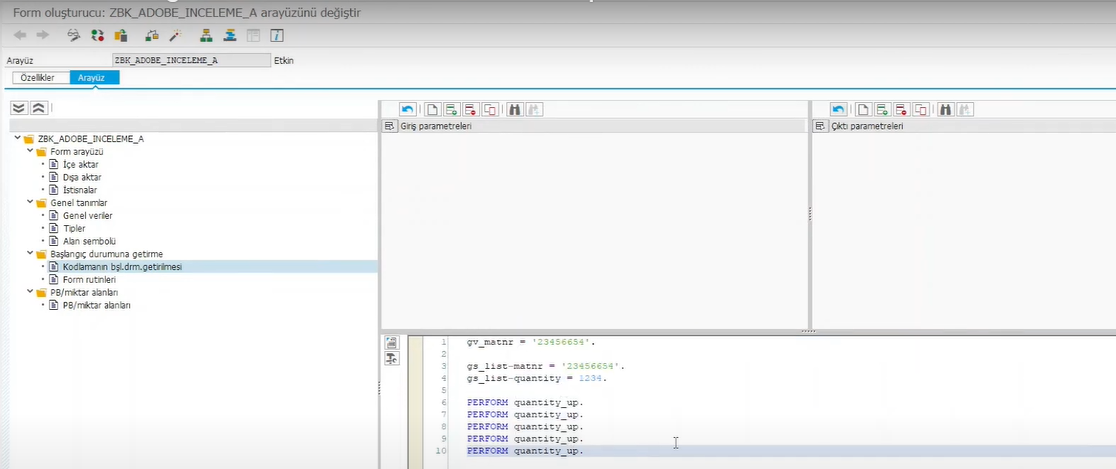 Form oluşturucu: ZBK_ADOBE_INCELEME_A arayüzünü değiştir
Arayüz ZBK_ADOBE_INCELEME_A Etkin
Özellikler Arayüz
ZBK_ADOBE_INCELEME_A
Form arayüzü
İçe aktar
Dışa aktar
İstisnalar
Genel tanımlar
Genel veriler
Tipler
Alan sembolü
Başlangıç durumuna getirme
Kodlamanın bşl.drm.getirilmesi
Form rutinleri
PB/miktar alanları
PB/miktar alanları
Giriş parametreleri
Çıktı parametreleri
1 gv_matnr = '23456654'.
2
3 gs_list-matnr = '23456654'.
4 gs_list-quantity = 1234.
5
6 PERFORM quantity_up.
7 PERFORM quantity_up.
8 PERFORM quantity_up.
9 PERFORM quantity_up.
10 PERFORM quantity_up.